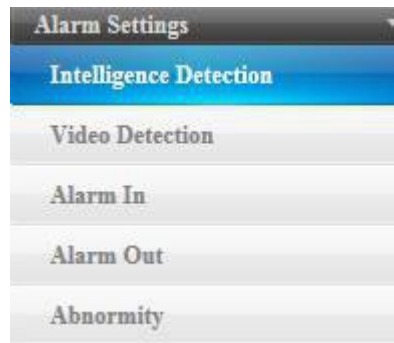 Alarm Settings
Intelligence Detection
Video Detection
Alarm In
Alarm Out
Abnormity